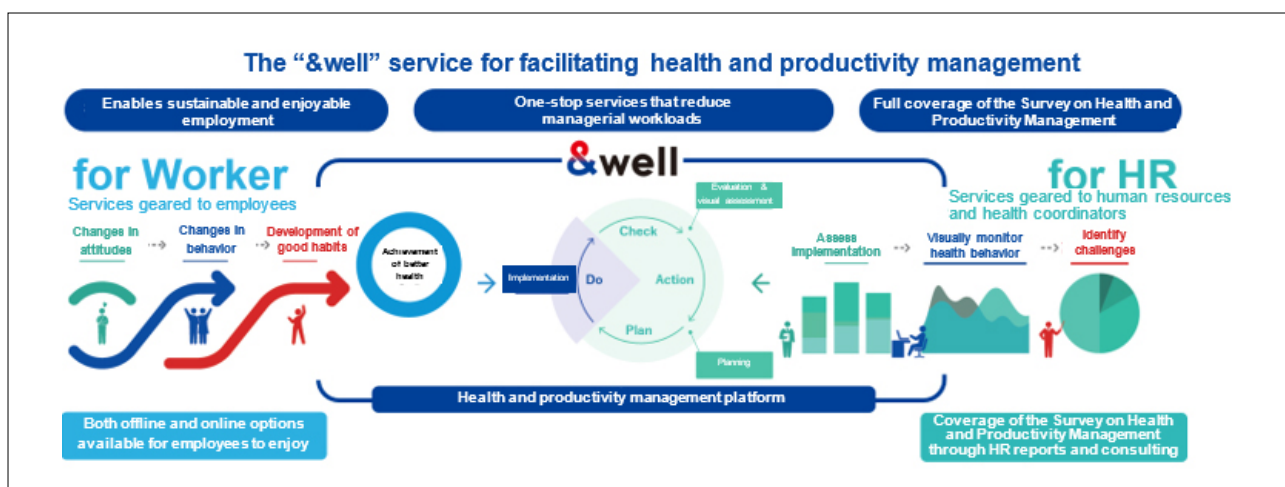 The “&well” service for facilitating health and productivity management
Enables sustainable and enjoyable
employment
One-stop services that reduce
managerial workloads
Full coverage of the Survey on Health and
Productivity Management
for Worker
Services geared to employees
Changes in
attitudes
Changes in
behavior
Development of
good habits
Achievement
of better
health
&well
Evaluation &
visual assessment
Check
Implementation
Do
Action
Plan
Planning
for HR
Services geared to human resources
and health coordinators
Assess
implementation
Visually monitor
health behavior
Identify
challenges
Health and productivity management platform
Both offline and online options
available for employees to enjoy
Coverage of the Survey on Health
and Productivity Management
through HR reports and consulting